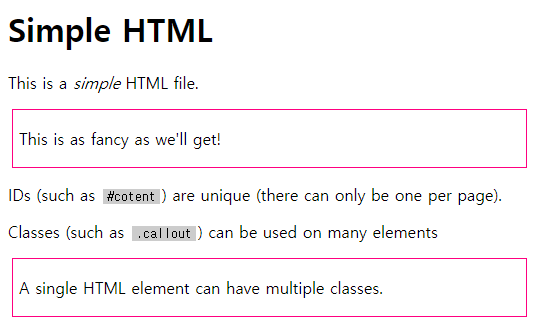 Simple HTML
This is a simple HTML file.
This is as fancy as we'll get!
IDs (such as #cotent ) are unique (there can only be one per page).
Classes (such as .callout ) can be used on many elements
A single HTML element can have multiple classes.